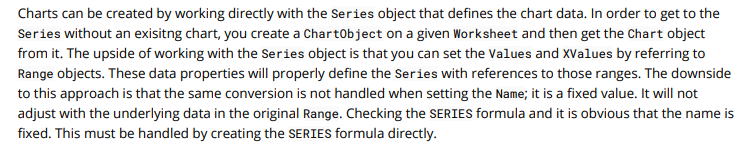 Charts can be created by working directly with the Series object that defines the chart data. In order to get to the
Series without an exisitng chart, you create a ChartObject on a given Worksheet and then get the Chart object
from it. The upside of working with the Series object is that you can set the Values and XValues by referring to
Range objects. These data properties will properly define the Series with references to those ranges. The downside
to this approach is that the same conversion is not handled when setting the Name; it is a fixed value. It will not
adjust with the underlying data in the original Range. Checking the SERIES formula and it is obvious that the name is
fixed. This must be handled by creating the SERIES formula directly.